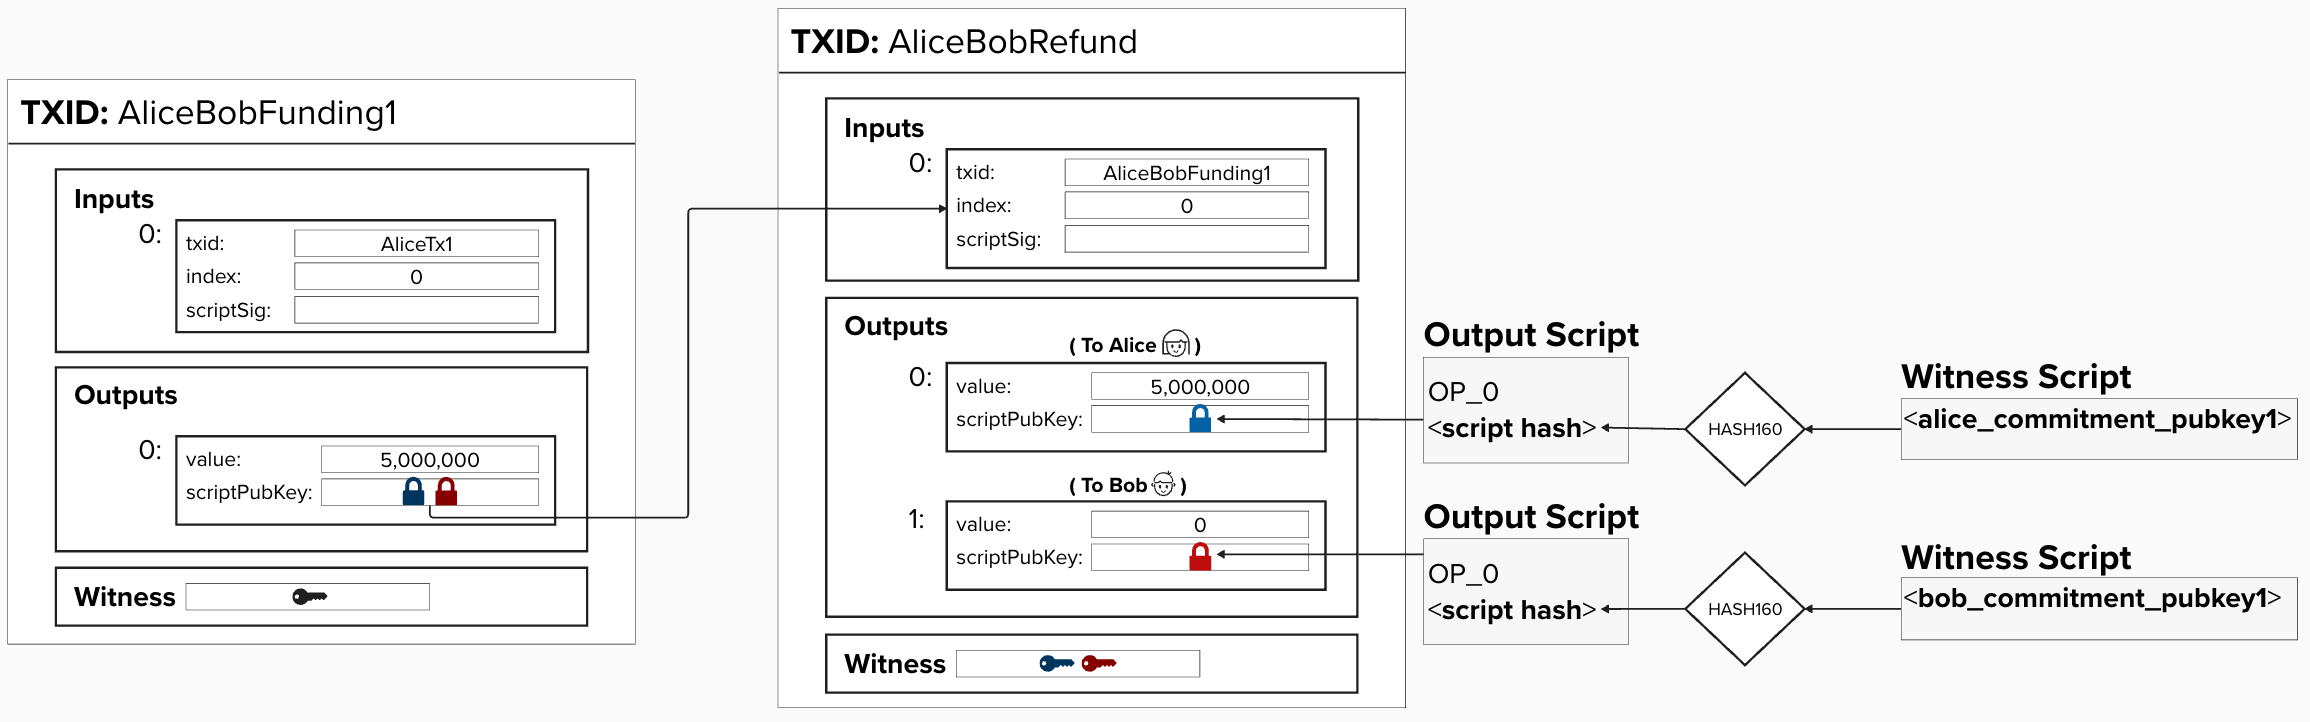 TXID: AliceBobFunding1
Inputs
0:
txid: AliceTx1
index: 0
scriptSig:
Outputs
0:
value: 5,000,000
scriptPubKey:
Witness
TXID: AliceBobRefund
Inputs
0:
txid: AliceBobFunding1
index: 0
scriptSig:
Outputs
( To Alice )
0:
value: 5,000,000
scriptPubKey:
( To Bob )
1:
value: 0
scriptPubKey:
Witness
Output Script
OP_0
<script hash>
HASH160
Witness Script
<alice_commitment_pubkey1>
Output Script
OP_0
<script hash>
HASH160
Witness Script
<bob_commitment_pubkey1>